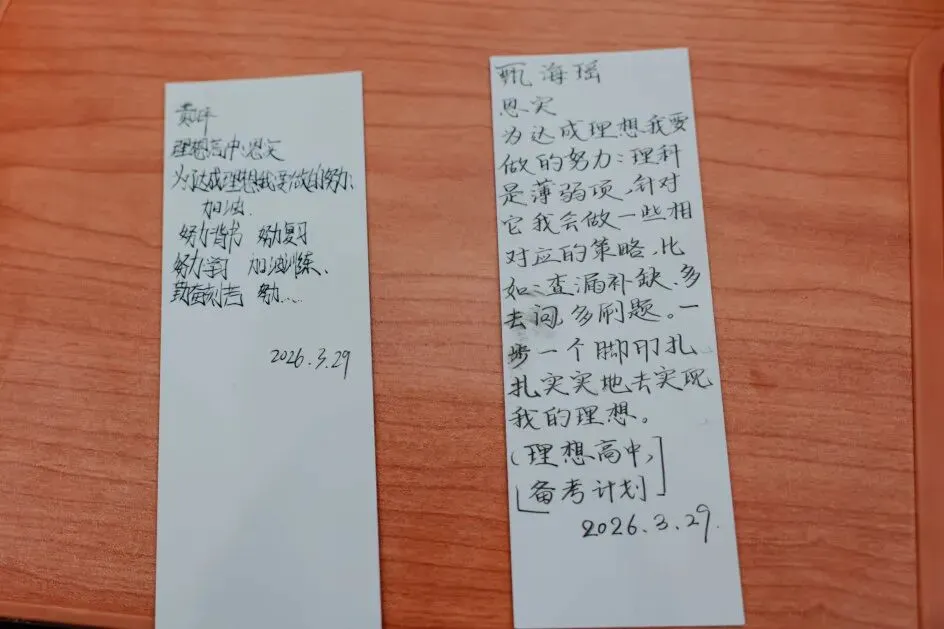 理想高中:恩实
为达成理想我要做的努力:
加油.
努力背书 努力复习
努力学习 加油训练、
勤奋刻苦 努力...
2026.3.29
甄海瑶
恩实
为达成理想我要
做的努力:理科
是薄弱项,针对
它我会做一些相
对应的策略,比
如:查漏补缺、多
去问,多刷题。一
步一个脚印扎
扎实实地去实现
我的理想。
(理想高中,
备考计划]
2026.3.29.